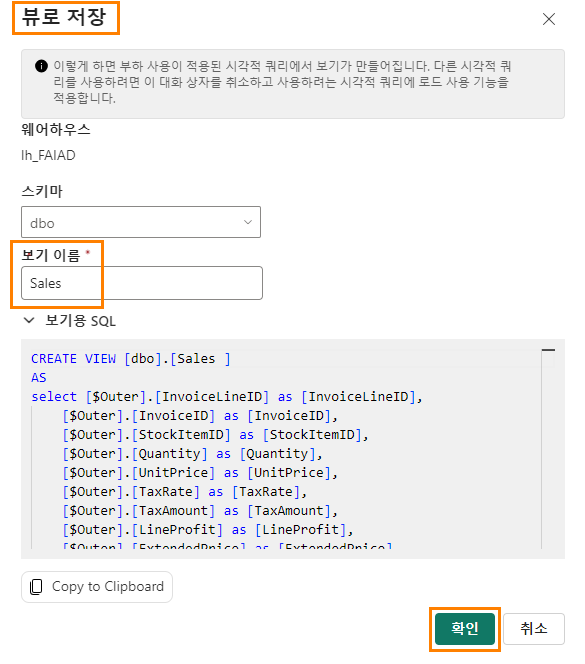 뷰로 저장
이렇게 하면 부하 사용이 적용된 시각적 쿼리에서 보기가 만들어집니다. 다른 시각적 쿼
리를 사용하려면 이 대화 상자를 취소하고 사용하려는 시각적 쿼리에 로드 사용 기능을
적용합니다.
웨어하우스
lh_FAIAD
스키마
dbo
보기 이름 *
Sales
보기용 SQL
CREATE VIEW [dbo].[Sales ]
AS
select [$Outer].[InvoiceLineID] as [InvoiceLineID],
[$Outer].[InvoiceID] as [InvoiceID],
[$Outer].[StockItemID] as [StockItemID],
[$Outer].[Quantity] as [Quantity],
[$Outer].[UnitPrice] as [UnitPrice],
[$Outer].[TaxRate] as [TaxRate],
[$Outer].[TaxAmount] as [TaxAmount],
[$Outer].[LineProfit] as [LineProfit],
[$Outer].[ExtendedPrice] as [ExtendedPrice]
Copy to Clipboard
확인
취소